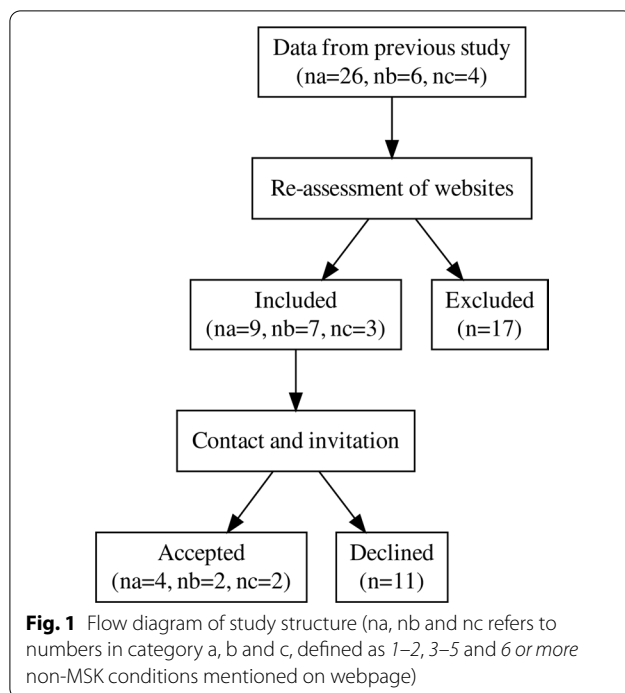 Data from previous study
(na=26, nb=6, nc=4)
Re-assessment of websites
Included
(na=9, nb=7, nc=3)
Excluded
(n=17)
Contact and invitation
Accepted
(na=4, nb=2, nc=2)
Declined
(n=11)
Fig. 1 Flow diagram of study structure (na, nb and nc refers to
numbers in category a, b and c, defined as 1–2, 3–5 and 6 or more
non-MSK conditions mentioned on webpage)